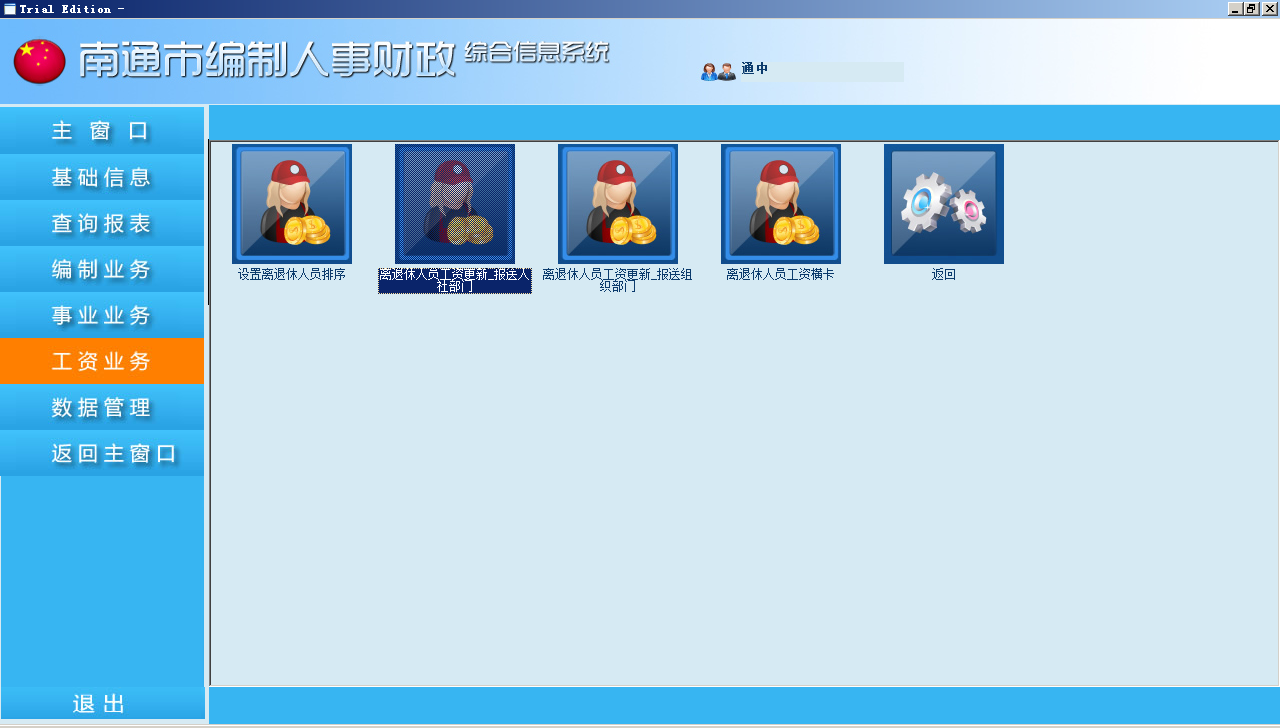 Trial Edition -
南通市编制人事财政综合信息系统
通中
主 窗 口
基础信息
查询报表
编制业务
事业业务
工资业务
数据管理
返回主窗口
退 出
设置离退休人员排序
离退休人员工资更新_报送人
社部门
离退休人员工资更新_报送组
织部门
离退休人员工资横卡
返回